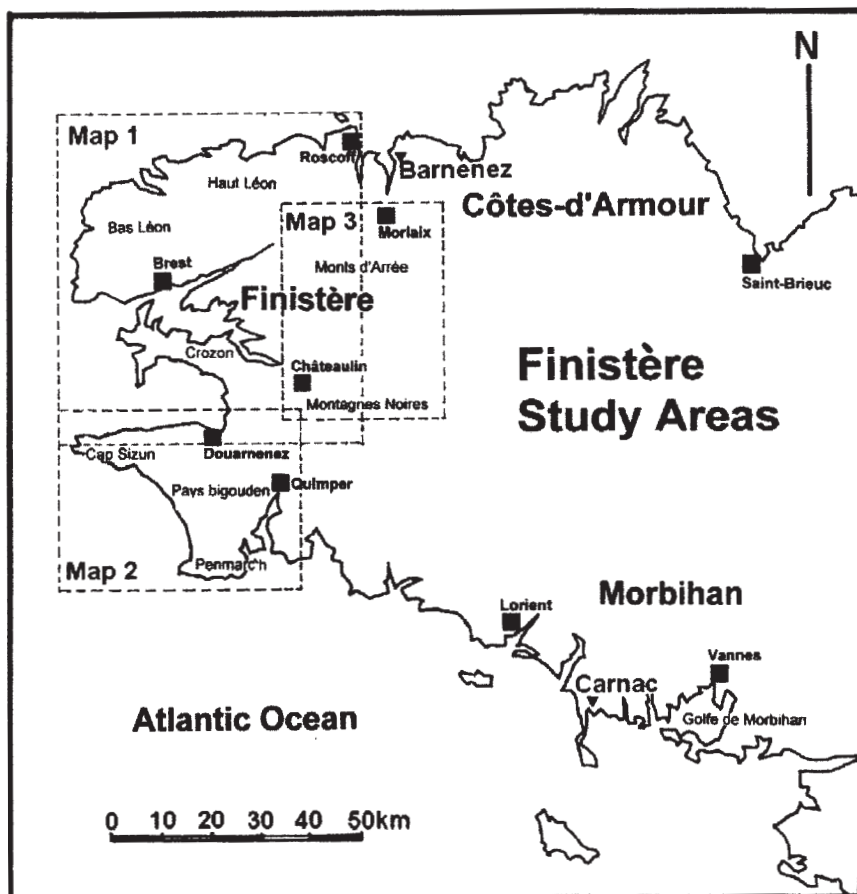 N
Map 1
Roscoff
Barnenez
Haut Léon
Côtes-d'Armour
Map 3
Morlaix
Bas Léon
Monts d'Arrée
Brest
Saint-Brieuc
Finistère
Crozon
Châteaulin
Finistère
Study Areas
Montagnes Noires
Cap Sizun
Douarnenez
Pays bigouden
Quimper
Penmarc'h
Map 2
Morbihan
Lorient
Vannes
Carnac
Golfe de Morbihan
Atlantic Ocean
0 10 20 30 40 50km